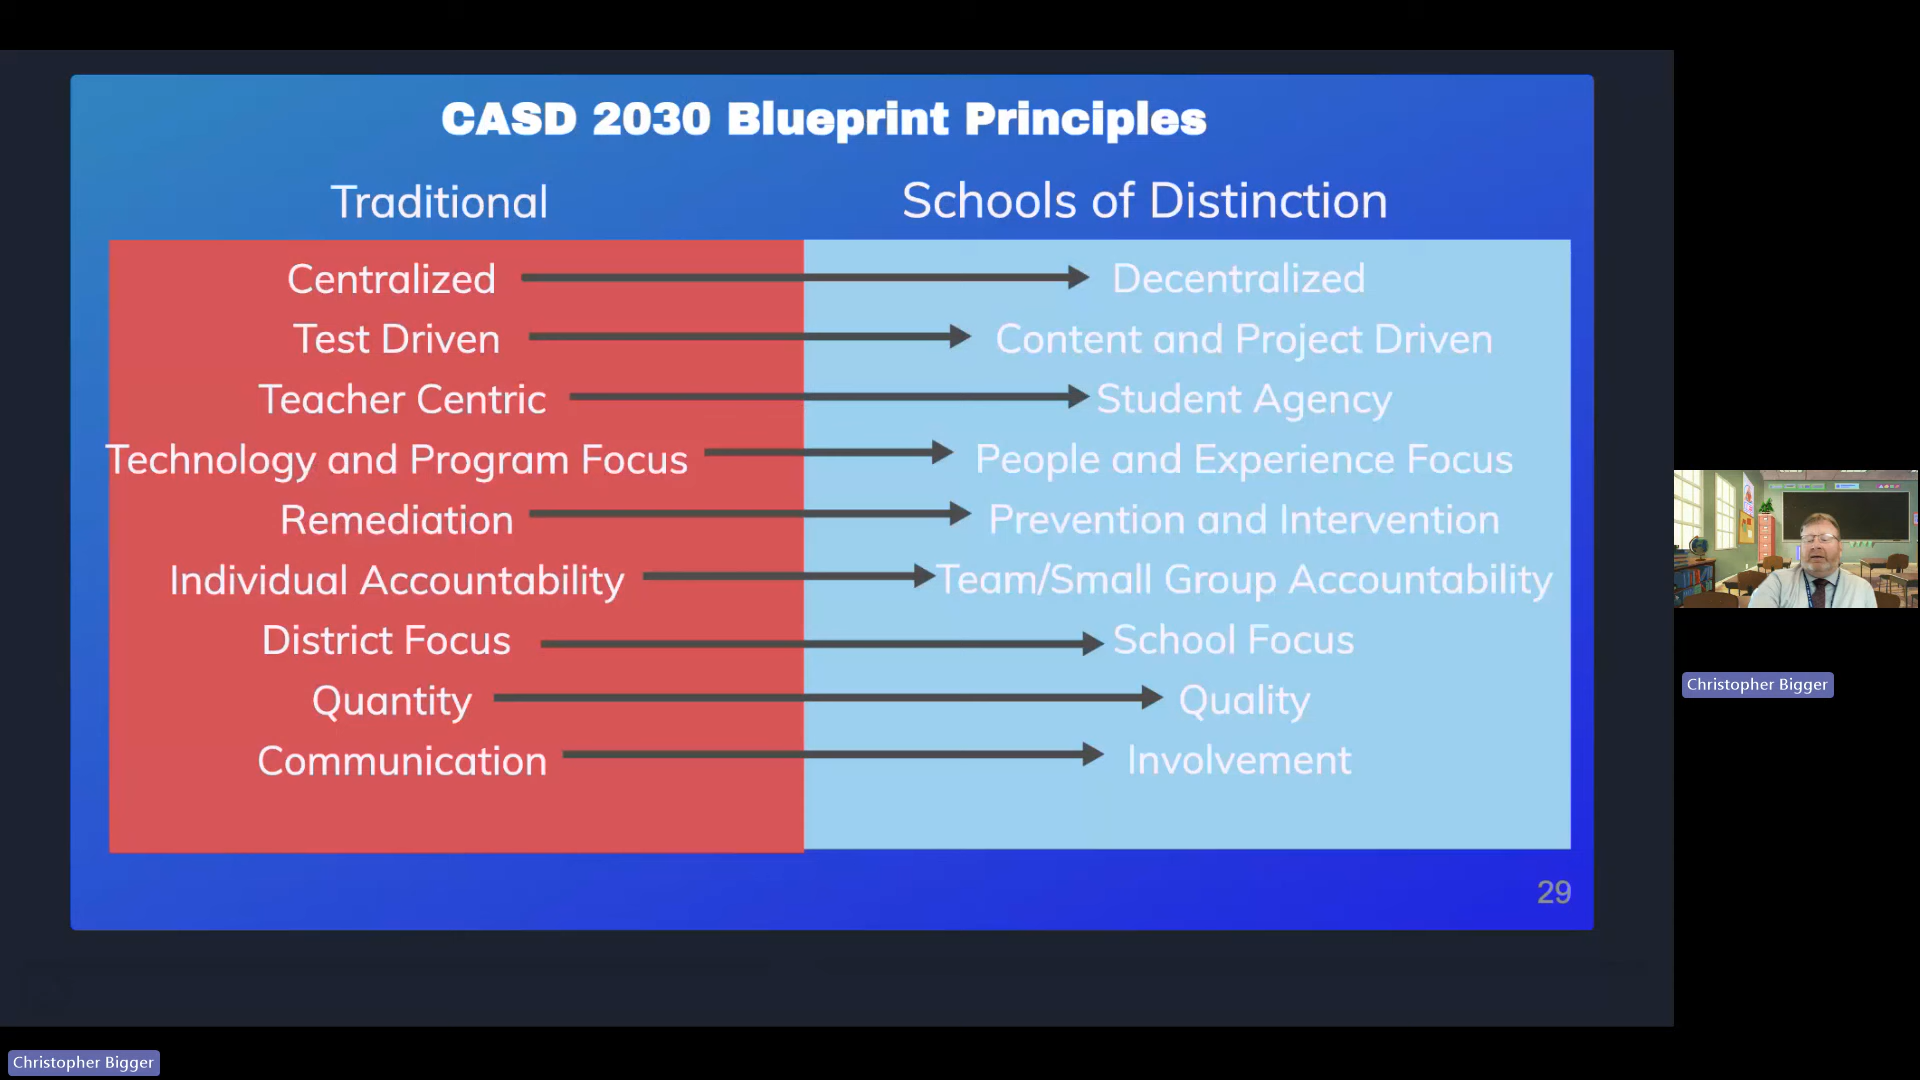 CASD 2030 Blueprint Principles
Traditional
Schools of Distinction
Centralized
Decentralized
Test Driven
Content and Project Driven
Teacher Centric
Student Agency
Technology and Program Focus
People and Experience Focus
Remediation
Prevention and Intervention
Individual Accountability
Team/Small Group Accountability
District Focus
School Focus
Quantity
Quality
Communication
Involvement
29
Christopher Bigger
Christopher Bigger